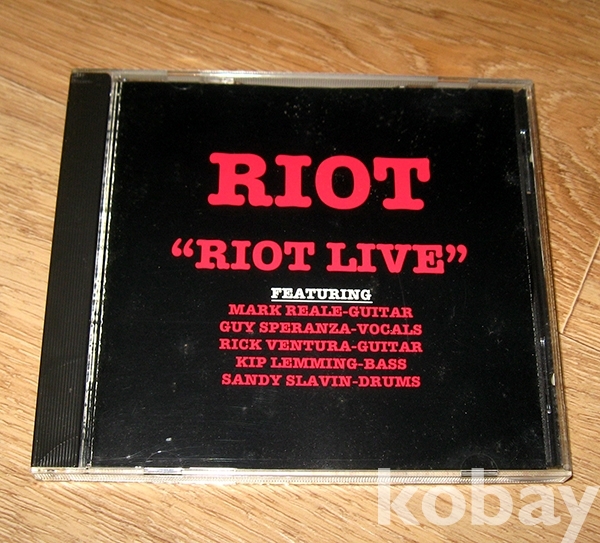 RIOT
“RIOT LIVE”
FEATURING
MARK REALE-GUITAR
GUY SPERANZA-VOCALS
RICK VENTURA-GUITAR
KIP LEMMING-BASS
SANDY SLAVIN-DRUMS
kobay